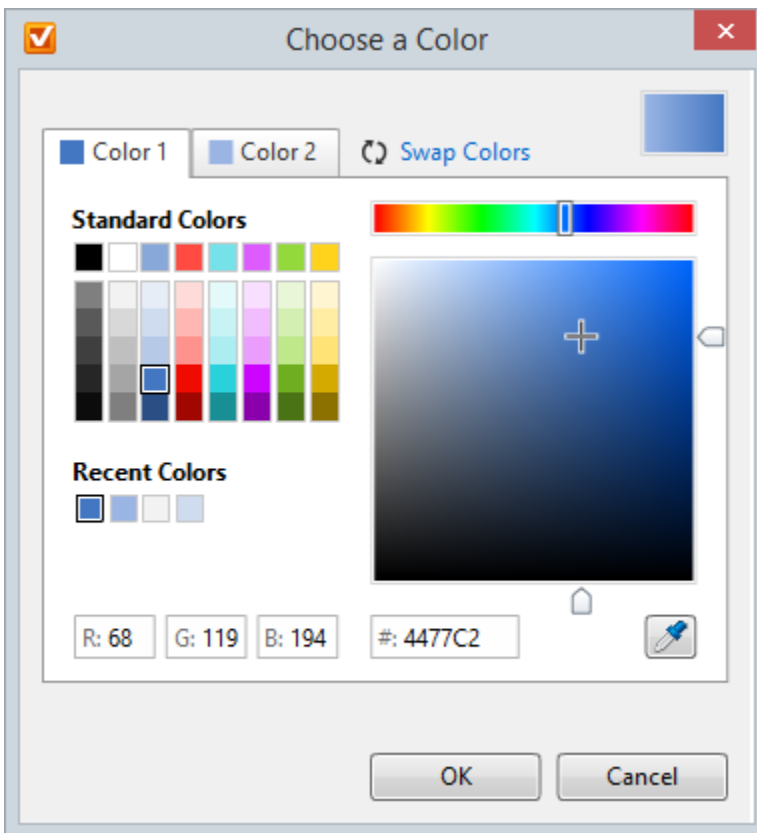 Choose a Color
Color 1
Color 2
Swap Colors
Standard Colors
Recent Colors
R: 68
G: 119
B: 194
#: 4477C2
OK
Cancel